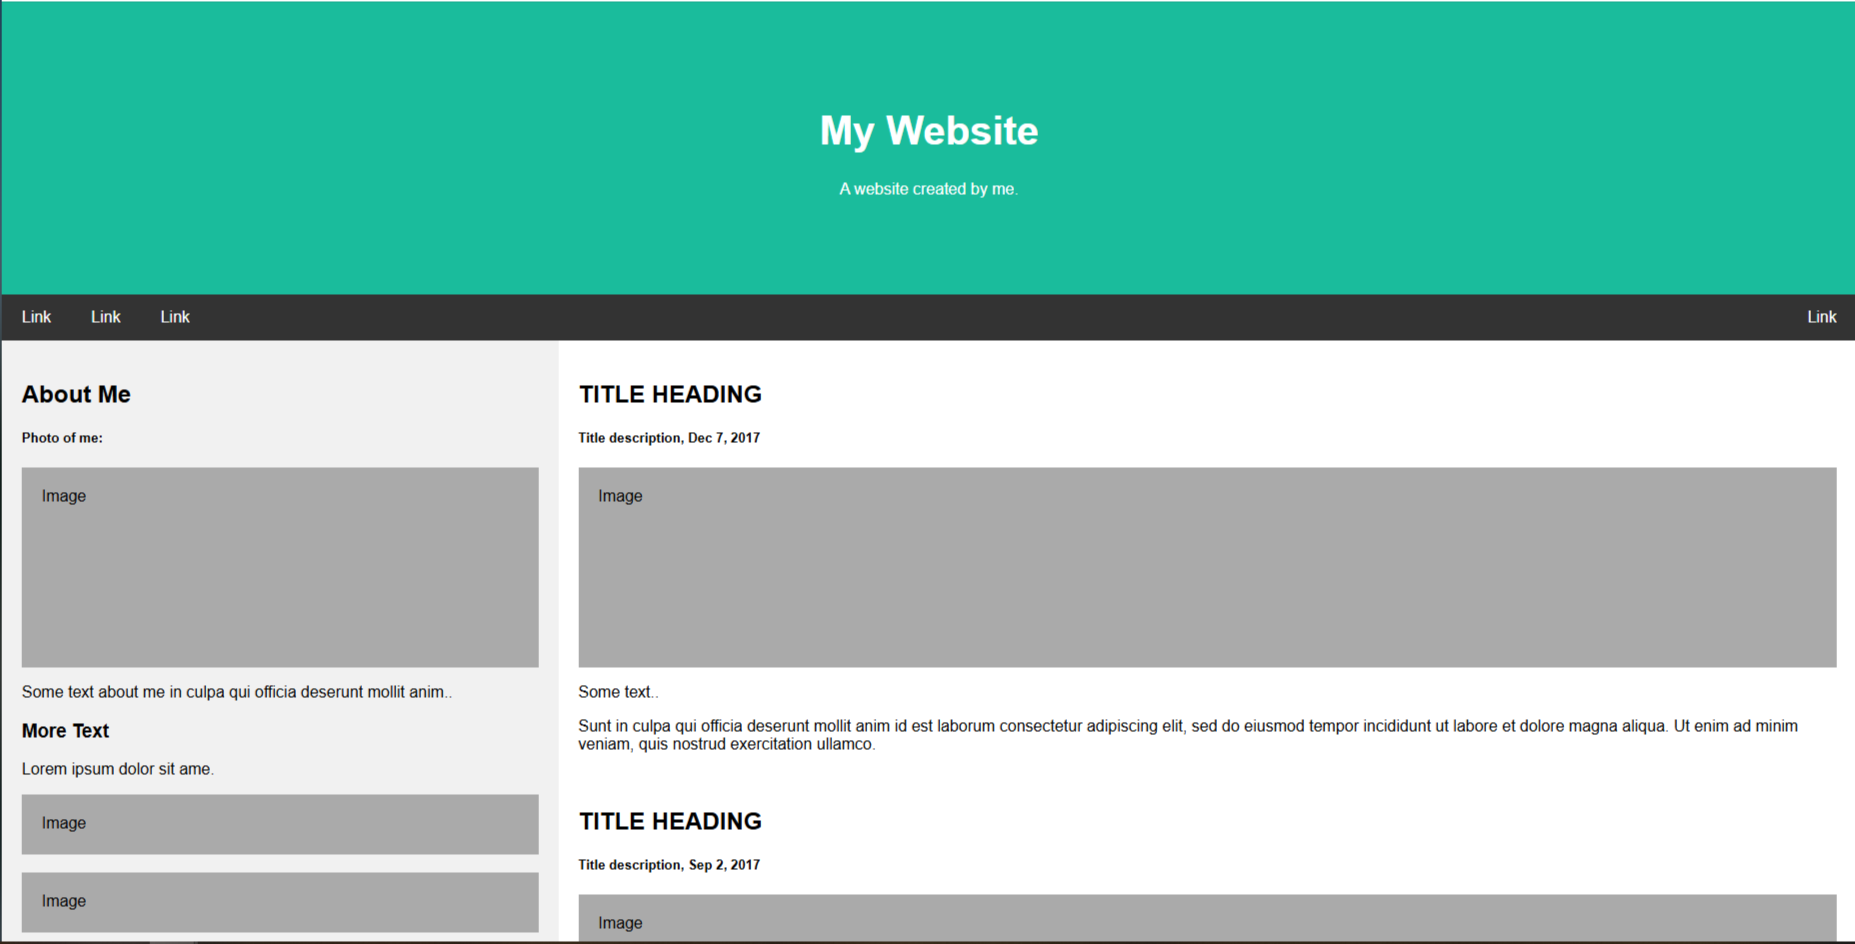 My Website
A website created by me.
Link Link Link Link
About Me
Photo of me:
Image
Some text about me in culpa qui officia deserunt mollit anim..
More Text
Lorem ipsum dolor sit ame.
Image
Image
TITLE HEADING
Title description, Dec 7, 2017
Image
Some text..
Sunt in culpa qui officia deserunt mollit anim id est laborum consectetur adipiscing elit, sed do eiusmod tempor incididunt ut labore et dolore magna aliqua. Ut enim ad minim
veniam, quis nostrud exercitation ullamco.
TITLE HEADING
Title description, Sep 2, 2017
Image